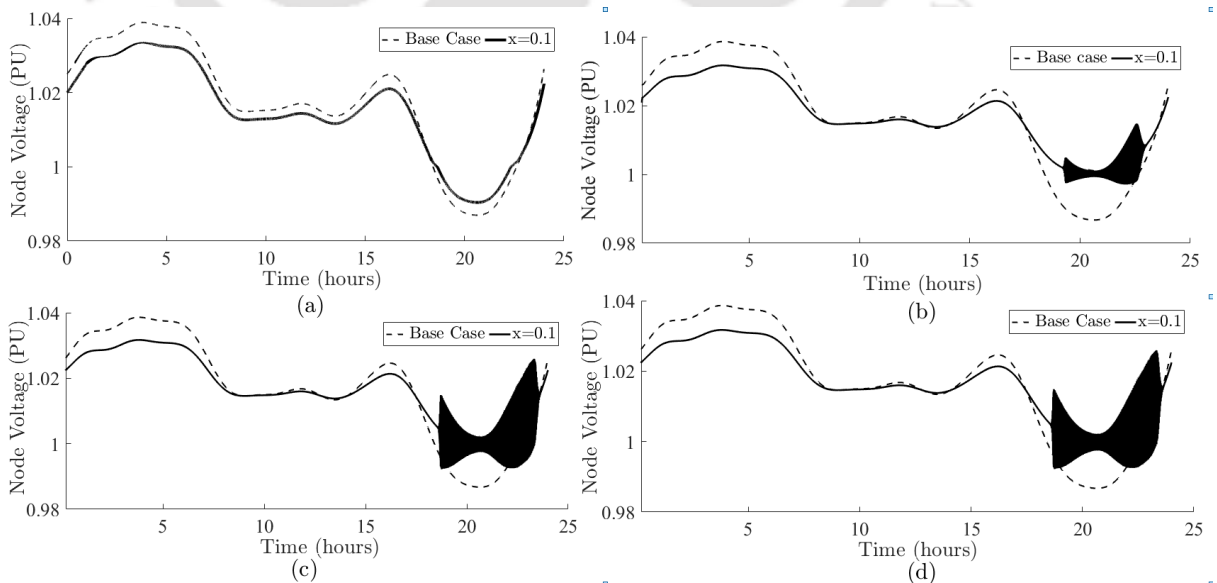 1.04
1.02
1
0.98
Node Voltage (PU)
Base Case x=0.1
0 5 10 15 20 25
Time (hours)
(a)
1.04
1.02
1
0.98
Node Voltage (PU)
Base case x=0.1
5 10 15 20 25
Time (hours)
(b)
1.04
1.02
1
0.98
Node Voltage (PU)
Base Case x=0.1
5 10 15 20 25
Time (hours)
(c)
1.04
1.02
1
0.98
Node Voltage (PU)
Base Case x=0.1
5 10 15 20 25
Time (hours)
(d)